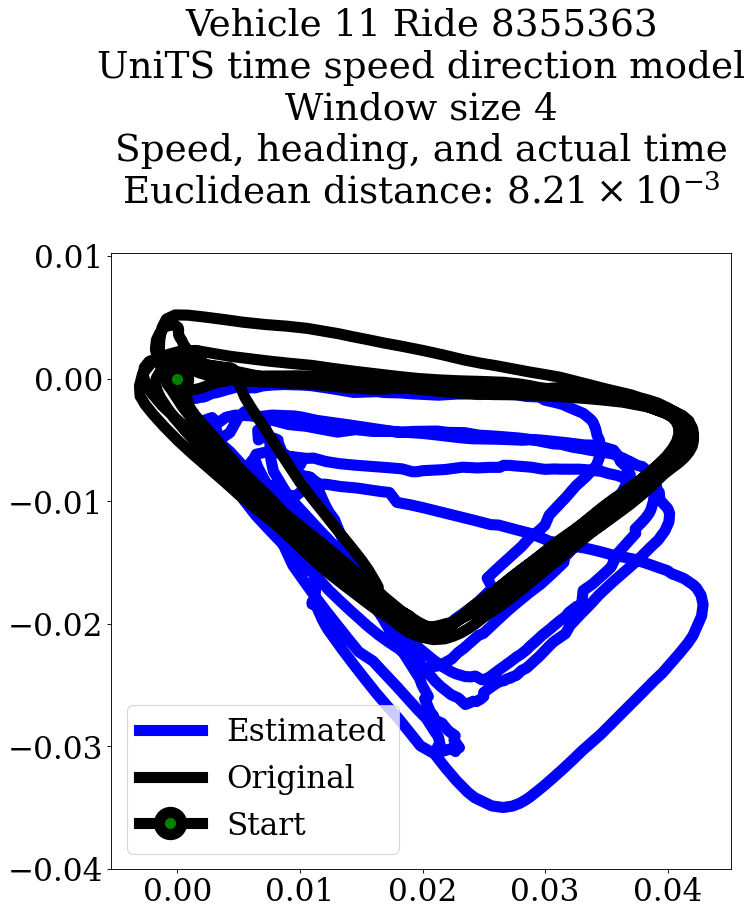 Vehicle 11 Ride 8355363
UniTS time speed direction model
Window size 4
Speed, heading, and actual time
Euclidean distance: 8.21 × 10⁻³
0.01
0.00
−0.01
−0.02
−0.03
−0.04
Estimated
Original
Start
0.00 0.01 0.02 0.03 0.04